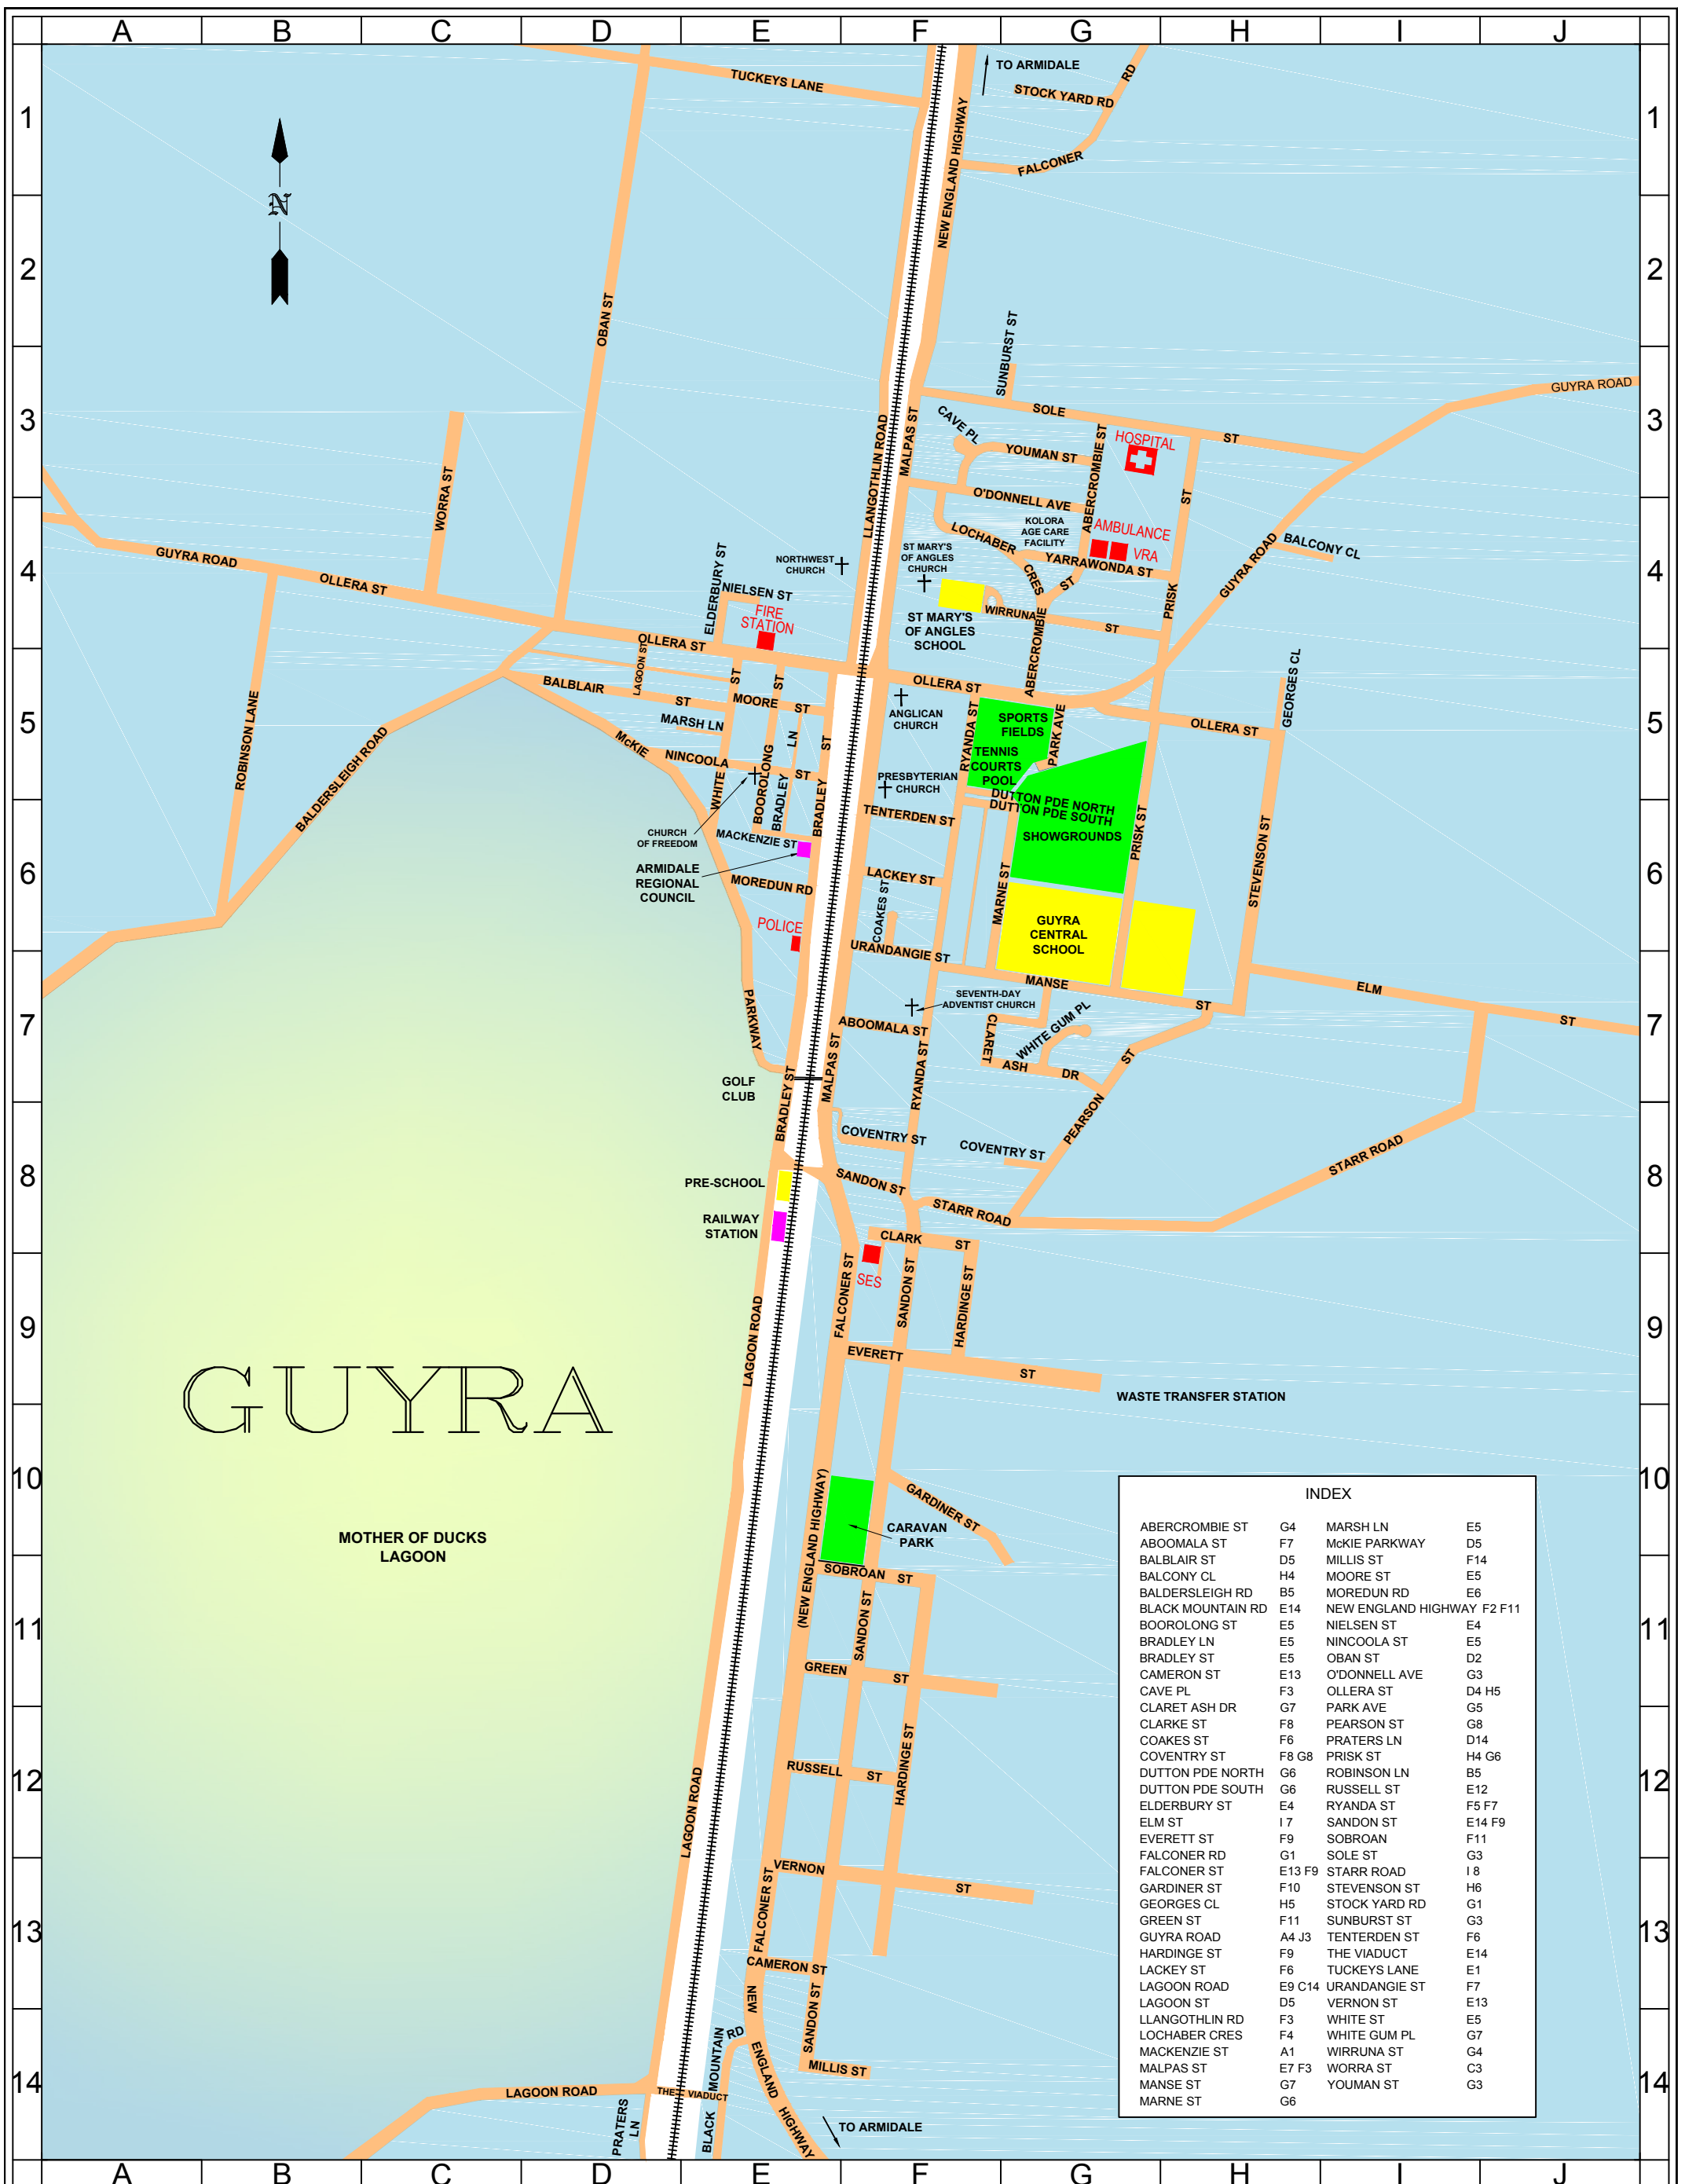 A B C D E F G H I J
1
2
3
4
5
6
7
8
9
10
11
12
13
14
N
TO ARMIDALE
TUCKEYS LANE
STOCK YARD RD
RD
FALCONER
NEW ENGLAND HIGHWAY
OBAN ST
SUNBURST ST
GUYRA ROAD
SOLE
ST
LLANGOTHLIN ROAD
MALPAS ST
CAVE PL
YOUMAN ST
ABERCROMBIE ST
HOSPITAL
ST
WORRA ST
O'DONNELL AVE
KOLORA
AGE CARE
FACILITY
LOCHABER
CRES
AMBULANCE
VRA
YARRAWONDA ST
PRISK
GUYRA ROAD
BALCONY CL
GUYRA ROAD
OLLERA ST
ELDERBURY ST
NORTHWEST
CHURCH
ST MARY'S
OF ANGLES
CHURCH
NIELSEN ST
FIRE
STATION
ST MARY'S
OF ANGLES
SCHOOL
WIRRUNA
ST
ABERCROMBIE
ST
OLLERA ST
LAGOON ST
BALBLAIR
ST
ST
ST
MOORE
ST
OLLERA ST
ANGLICAN
CHURCH
RYANDA ST
SPORTS
FIELDS
PARK AVE
TENNIS
COURTS
POOL
OLLERA ST
GEORGES CL
ROBINSON LANE
BALDERSLEIGH ROAD
MARSH LN
McKIE
NINCOOLA
ST
WHITE
BOOROLONG
LN
BRADLEY
ST
BRADLEY
PRESBYTERIAN
CHURCH
DUTTON PDE NORTH
DUTTON PDE SOUTH
SHOWGROUNDS
PRISK ST
TENTERDEN ST
CHURCH
OF FREEDOM
MACKENZIE ST
ARMIDALE
REGIONAL
COUNCIL
MOREDUN RD
LACKEY ST
COAKES ST
MARNE ST
STEVENSON ST
POLICE
GUYRA
CENTRAL
SCHOOL
URANDANGIE ST
MANSE
ST
ELM
ST
PARKWAY
SEVENTH-DAY
ADVENTIST CHURCH
ABOOMALA ST
CLARET
ASH
DR
WHITE GUM PL
ST
PEARSON
MALPAS ST
RYANDA ST
GOLF
CLUB
BRADLEY ST
COVENTRY ST
COVENTRY ST
STARR ROAD
PRE-SCHOOL
SANDON ST
STARR ROAD
RAILWAY
STATION
CLARK
ST
SES
FALCONER ST
SANDON ST
HARDINGE ST
LAGOON ROAD
EVERETT
ST
WASTE TRANSFER STATION
GUYRA
MOTHER OF DUCKS
LAGOON
GARDINER ST
CARAVAN
PARK
(NEW ENGLAND HIGHWAY)
SOBROAN ST
SANDON ST
GREEN
ST
HARDINGE ST
RUSSELL
ST
LAGOON ROAD
VERNON
ST
FALCONER ST
CAMERON ST
NEW
ENGLAND
HIGHWAY
SANDON ST
MILLIS ST
BLACK
MOUNTAIN
RD
LAGOON ROAD
THE VIADUCT
PRATERS
LN
TO ARMIDALE
INDEX
ABERCROMBIE ST G4
ABOOMALA ST F7
BALBLAIR ST D5
BALCONY CL H4
BALDERSLEIGH RD B5
BLACK MOUNTAIN RD E14
BOOROLONG ST E5
BRADLEY LN E5
BRADLEY ST E5
CAMERON ST E13
CAVE PL F3
CLARET ASH DR G7
CLARKE ST F8
COAKES ST F6
COVENTRY ST F8 G8
DUTTON PDE NORTH G6
DUTTON PDE SOUTH G6
ELDERBURY ST E4
ELM ST I 7
EVERETT ST F9
FALCONER RD G1
FALCONER ST E13 F9
GARDINER ST F10
GEORGES CL H5
GREEN ST F11
GUYRA ROAD A4 J3
HARDINGE ST F9
LACKEY ST F6
LAGOON ROAD E9 C14
LAGOON ST D5
LLANGOTHLIN RD F3
LOCHABER CRES F4
MACKENZIE ST A1
MALPAS ST E7 F3
MANSE ST G7
MARNE ST G6
MARSH LN E5
McKIE PARKWAY D5
MILLIS ST F14
MOORE ST E5
MOREDUN RD E6
NEW ENGLAND HIGHWAY F2 F11
NIELSEN ST E4
NINCOOLA ST E5
OBAN ST D2
O'DONNELL AVE G3
OLLERA ST D4 H5
PARK AVE G5
PEARSON ST G8
PRATERS LN D14
PRISK ST H4 G6
ROBINSON LN B5
RUSSELL ST E12
RYANDA ST F5 F7
SANDON ST E14 F9
SOBROAN F11
SOLE ST G3
STARR ROAD I 8
STEVENSON ST H6
STOCK YARD RD G1
SUNBURST ST G3
TENTERDEN ST F6
THE VIADUCT E14
TUCKEYS LANE E1
URANDANGIE ST F7
VERNON ST E13
WHITE ST E5
WHITE GUM PL G7
WIRRUNA ST G4
WORRA ST C3
YOUMAN ST G3
1
2
3
4
5
6
7
8
9
10
11
12
13
14
A B C D E F G H I J